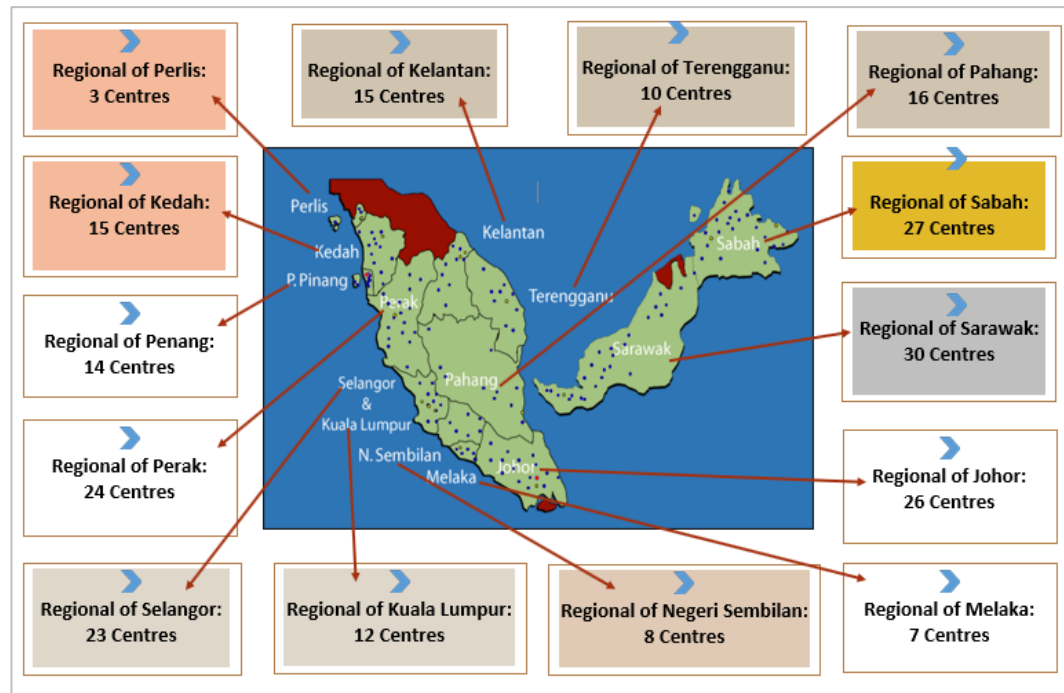 Regional of Perlis:
3 Centres
Regional of Kelantan:
15 Centres
Regional of Terengganu:
10 Centres
Regional of Pahang:
16 Centres
Regional of Kedah:
15 Centres
Regional of Sabah:
27 Centres
Regional of Penang:
14 Centres
Regional of Sarawak:
30 Centres
Regional of Perak:
24 Centres
Regional of Johor:
26 Centres
Regional of Selangor:
23 Centres
Regional of Kuala Lumpur:
12 Centres
Regional of Negeri Sembilan:
8 Centres
Regional of Melaka:
7 Centres
Perlis
Kelantan
Kedah
Sabah
P. Pinang
Terengganu
Perak
Sarawak
Pahang
Selangor
&
Kuala Lumpur
N. Sembilan
Johor
Melaka